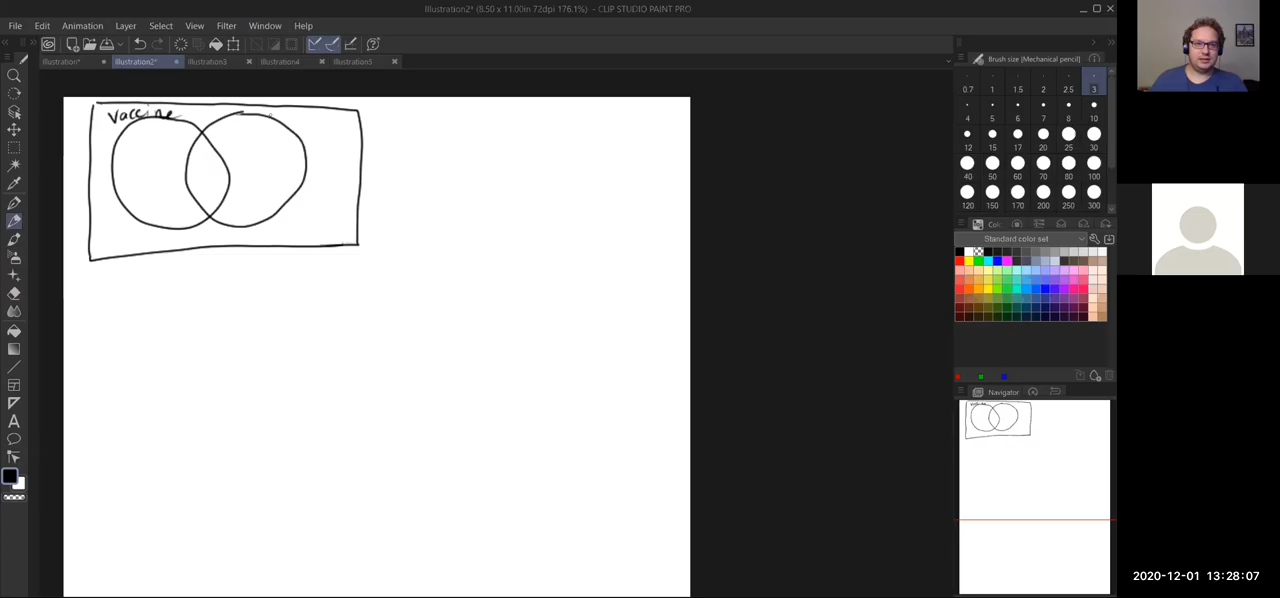 Illustration2* (8.50 x 11.00in 72dpi 176.1%) - CLIP STUDIO PAINT PRO
File Edit Animation Layer Select View Filter Window Help
Illustration* Illustration2* Illustration3 Illustration4 Illustration5
Brush size [Mechanical pencil]
0.7 1 1.5 2 2.5 3
4 5 6 7 8 10
12 15 17 20 25 30
40 50 60 70 80 100
120 150 170 200 250 300
Standard color set
Navigator
vaccine
2020-12-01 13:28:07